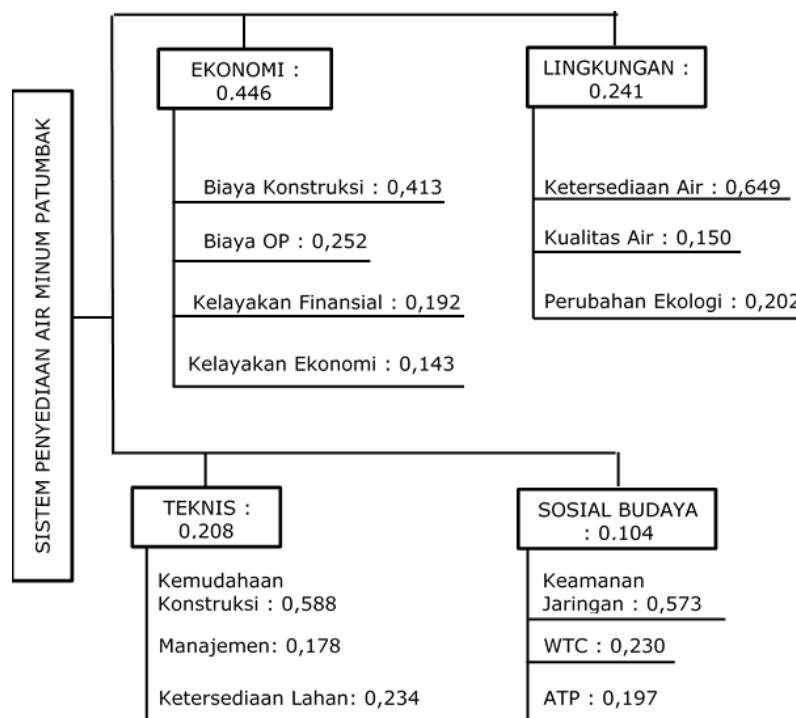 SISTEM PENYEDIAAN AIR MINUM PATUMBAK
EKONOMI :
0.446
Biaya Konstruksi : 0,413
Biaya OP : 0,252
Kelayakan Finansial : 0,192
Kelayakan Ekonomi : 0,143
LINGKUNGAN :
0.241
Ketersediaan Air : 0,649
Kualitas Air : 0,150
Perubahan Ekologi : 0,202
TEKNIS :
0.208
Kemudahaan
Konstruksi : 0,588
Manajemen: 0,178
Ketersediaan Lahan: 0,234
SOSIAL BUDAYA
: 0.104
Keamanan
Jaringan : 0,573
WTC : 0,230
ATP : 0,197